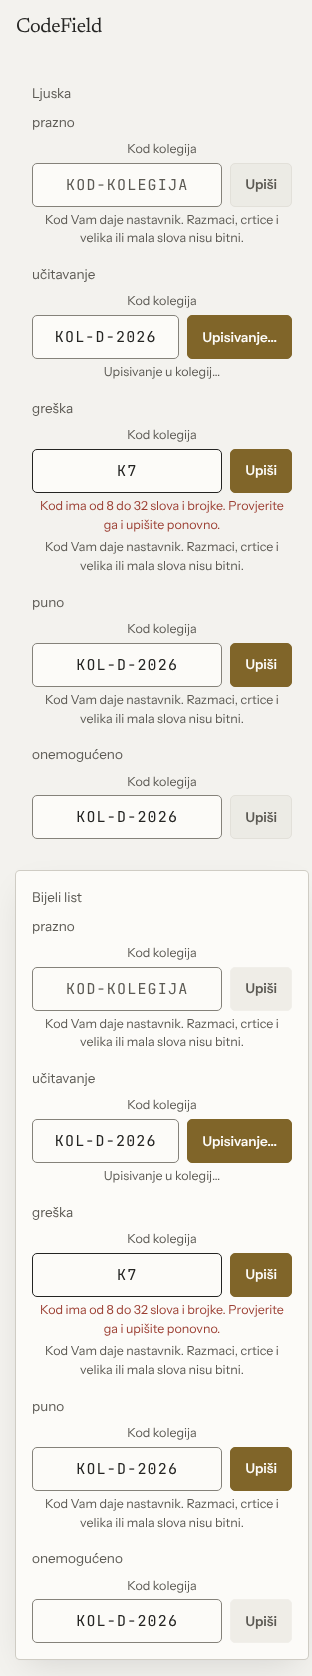 CodeField
Ljuska
prazno
Kod kolegija
KOD-KOLEGIJA Upiši
Kod Vam daje nastavnik. Razmaci, crtice i
velika ili mala slova nisu bitni.
učitavanje
Kod kolegija
KOL-D-2026 Upisivanje…
Upisivanje u kolegij…
greška
Kod kolegija
K7 Upiši
Kod ima od 8 do 32 slova i brojke. Provjerite
ga i upišite ponovno.
Kod Vam daje nastavnik. Razmaci, crtice i
velika ili mala slova nisu bitni.
puno
Kod kolegija
KOL-D-2026 Upiši
Kod Vam daje nastavnik. Razmaci, crtice i
velika ili mala slova nisu bitni.
onemogućeno
Kod kolegija
KOL-D-2026 Upiši
Bijeli list
prazno
Kod kolegija
KOD-KOLEGIJA Upiši
Kod Vam daje nastavnik. Razmaci, crtice i
velika ili mala slova nisu bitni.
učitavanje
Kod kolegija
KOL-D-2026 Upisivanje…
Upisivanje u kolegij…
greška
Kod kolegija
K7 Upiši
Kod ima od 8 do 32 slova i brojke. Provjerite
ga i upišite ponovno.
Kod Vam daje nastavnik. Razmaci, crtice i
velika ili mala slova nisu bitni.
puno
Kod kolegija
KOL-D-2026 Upiši
Kod Vam daje nastavnik. Razmaci, crtice i
velika ili mala slova nisu bitni.
onemogućeno
Kod kolegija
KOL-D-2026 Upiši